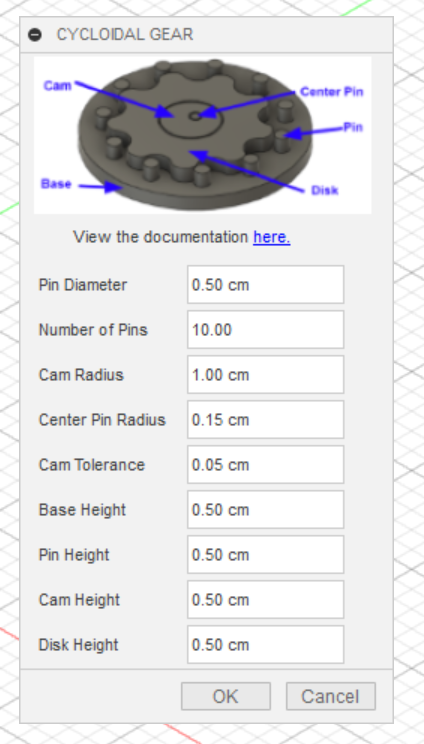 CYCLOIDAL GEAR
Cam
Center Pin
Pin
Base
Disk
View the documentation here.
Pin Diameter 0.50 cm
Number of Pins 10.00
Cam Radius 1.00 cm
Center Pin Radius 0.15 cm
Cam Tolerance 0.05 cm
Base Height 0.50 cm
Pin Height 0.50 cm
Cam Height 0.50 cm
Disk Height 0.50 cm
OK Cancel